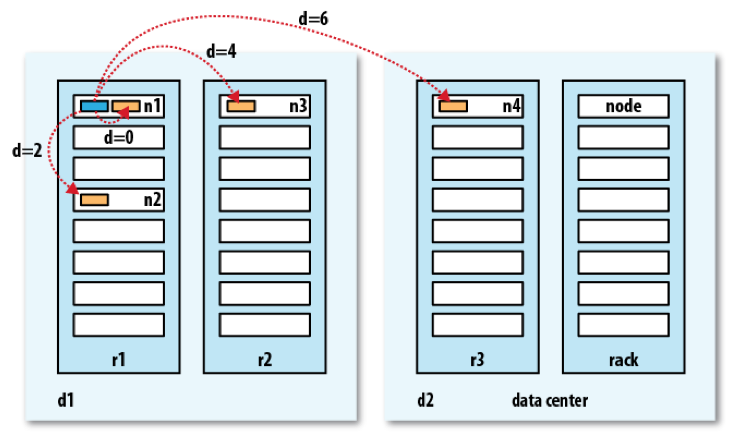 d=6
d=4
n1
n3
n4
node
d=0
d=2
n2
r1
r2
r3
rack
d1
d2
data center